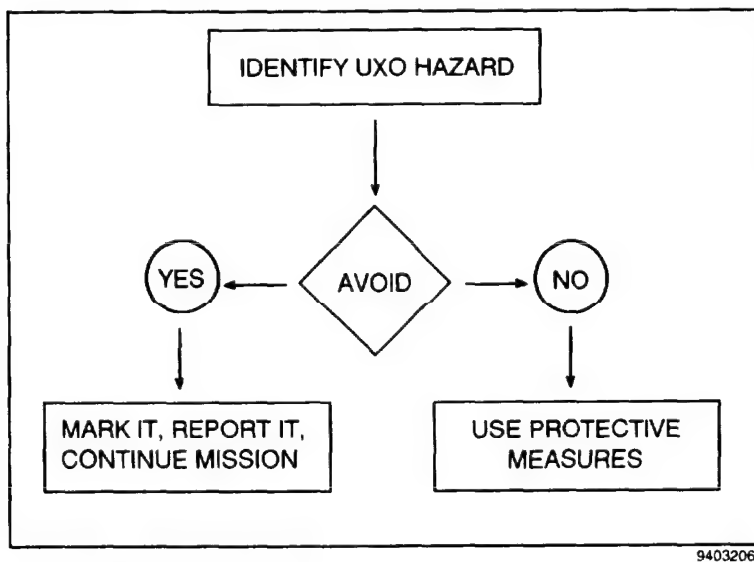 IDENTIFY UXO HAZARD
YES
AVOID
NO
MARK IT, REPORT IT,
CONTINUE MISSION
USE PROTECTIVE
MEASURES
9403206